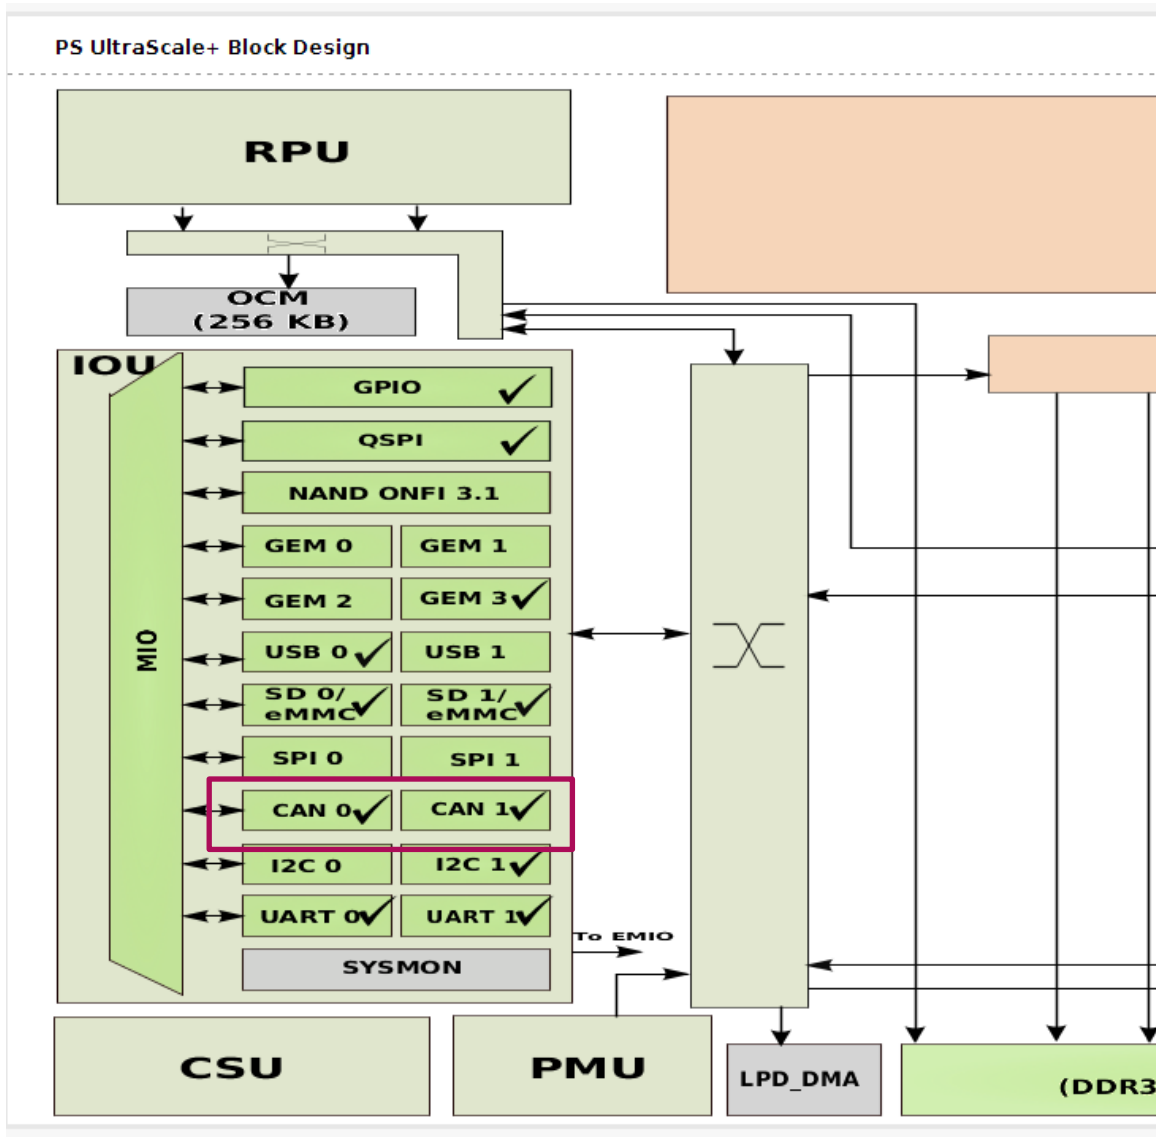 PS UltraScale+ Block Design
RPU
OCM
(256 KB)
IOU
GPIO
QSPI
NAND ONFI 3.1
GEM 0
GEM 1
GEM 2
GEM 3
USB 0
USB 1
SD 0/
eMMC
SD 1/
eMMC
SPI 0
SPI 1
CAN 0
CAN 1
I2C 0
I2C 1
UART 0
UART 1
SYSMON
MIO
To EMIO
CSU
PMU
LPD_DMA
(DDR3